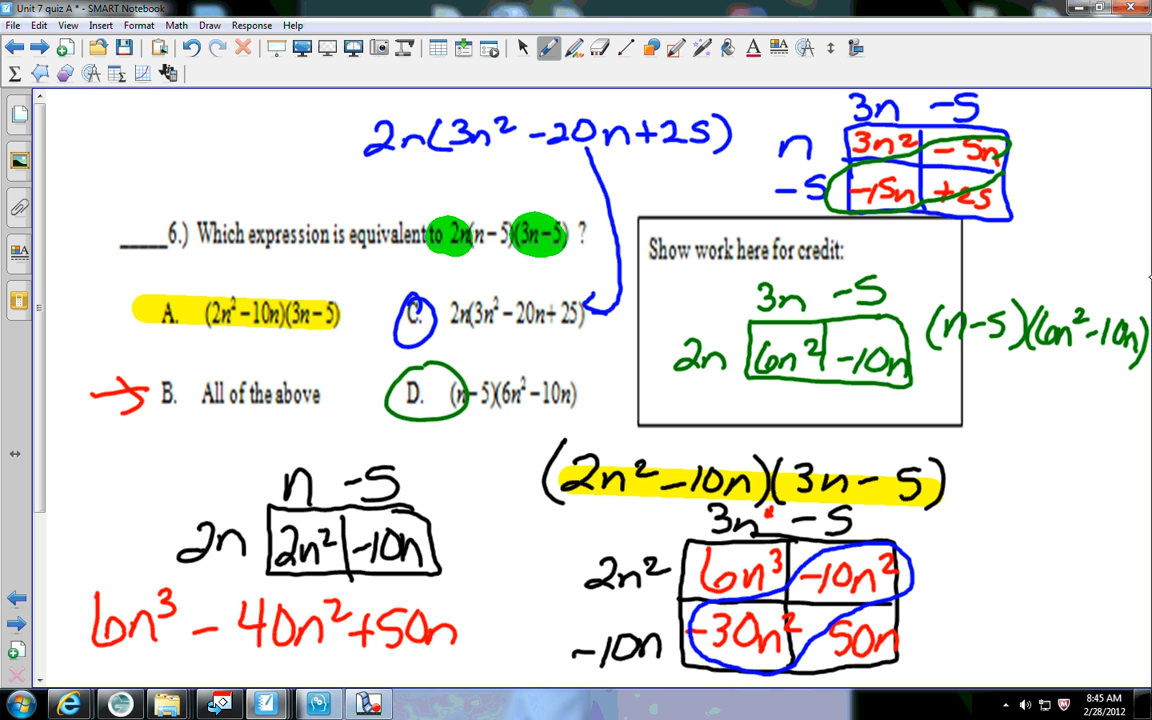 Unit 7 quiz A * - SMART Notebook
File Edit View Insert Format Tools Add-ons Math Draw Response Help
2n(3n² -20n+25)
3n -5
n 3n² -5n
-5 -15n +25
_____6.) Which expression is equivalent to 2n(n – 5)(3n–5) ?
A. (2n² –10n)(3n–5)
C. 2n(3n² – 20n + 25)
B. All of the above
D. (n – 5)(6n² –10n)
Show work here for credit:
3n -5
2n 6n² -10n
(n-5)(6n²-10n)
n -5
2n 2n² -10n
6n³ - 40n²+50n
(2n²-10n)(3n-5)
3n -5
2n² 6n³ -10n²
-10n -30n² 50n
8:45 AM
2/28/2012